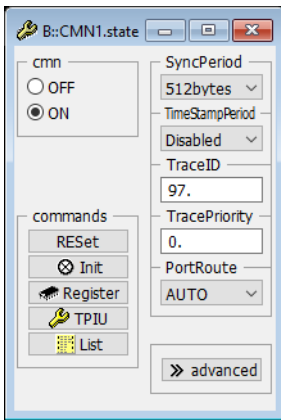 B::CMN1.state
cmn
OFF
ON
commands
RESet
Init
Register
TPIU
List
SyncPeriod
512bytes
TimeStampPeriod
Disabled
TraceID
97.
TracePriority
0.
PortRoute
AUTO
advanced